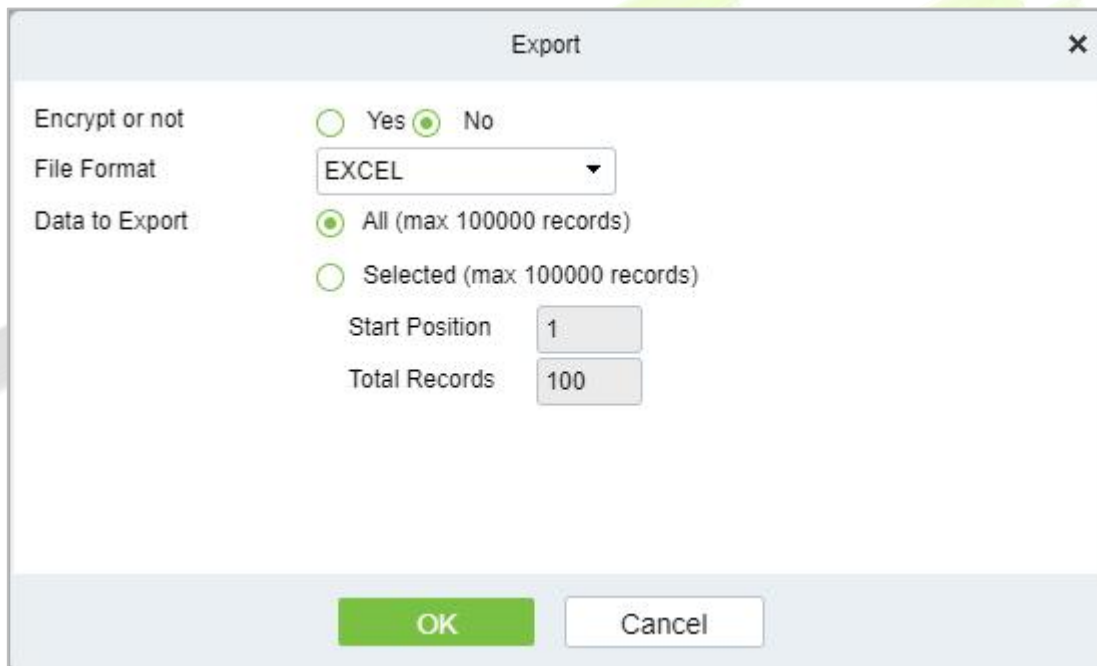 Export
Encrypt or not Yes No
File Format EXCEL
Data to Export All (max 100000 records)
Selected (max 100000 records)
Start Position 1
Total Records 100
OK Cancel